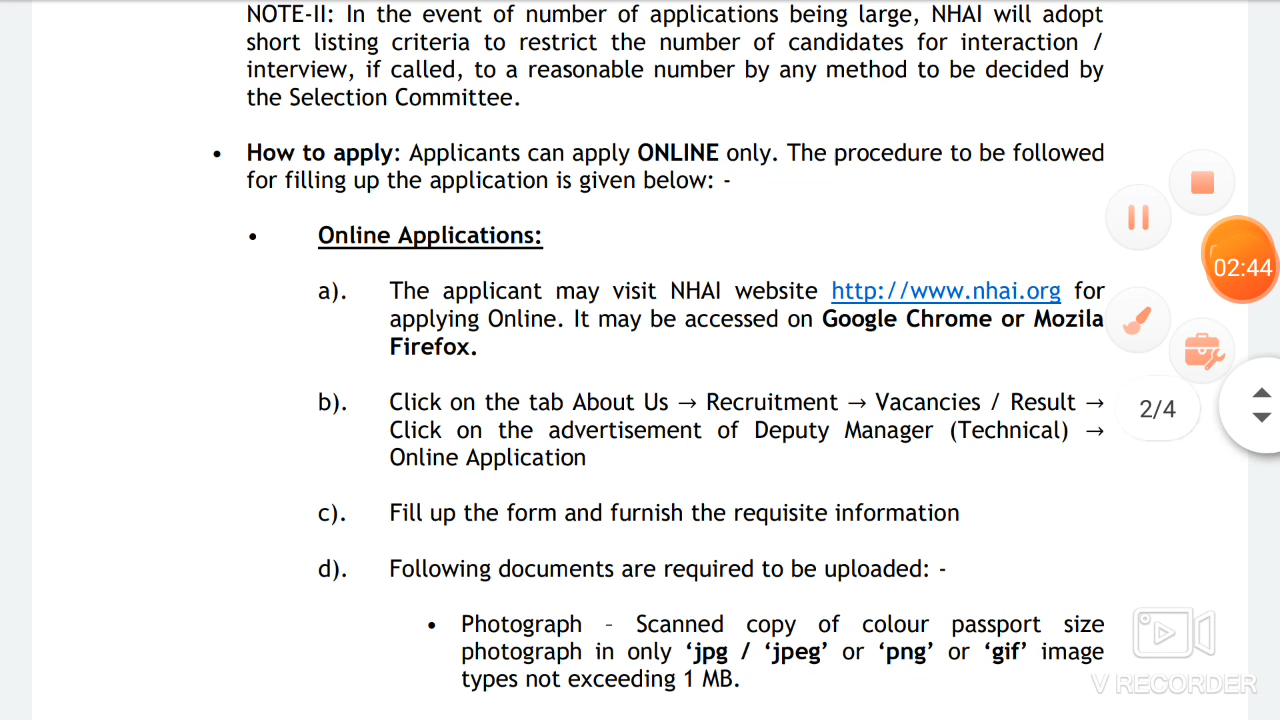 NOTE-II: In the event of number of applications being large, NHAI will adopt
short listing criteria to restrict the number of candidates for interaction /
interview, if called, to a reasonable number by any method to be decided by
the Selection Committee.
• How to apply: Applicants can apply ONLINE only. The procedure to be followed
for filling up the application is given below: -
• Online Applications:
a). The applicant may visit NHAI website http://www.nhai.org for
applying Online. It may be accessed on Google Chrome or Mozila
Firefox.
b). Click on the tab About Us → Recruitment → Vacancies / Result →
Click on the advertisement of Deputy Manager (Technical) →
Online Application
c). Fill up the form and furnish the requisite information
d). Following documents are required to be uploaded: -
• Photograph – Scanned copy of colour passport size
photograph in only ‘jpg / ‘jpeg’ or ‘png’ or ‘gif’ image
types not exceeding 1 MB.
02:44
2/4
V RECORDER